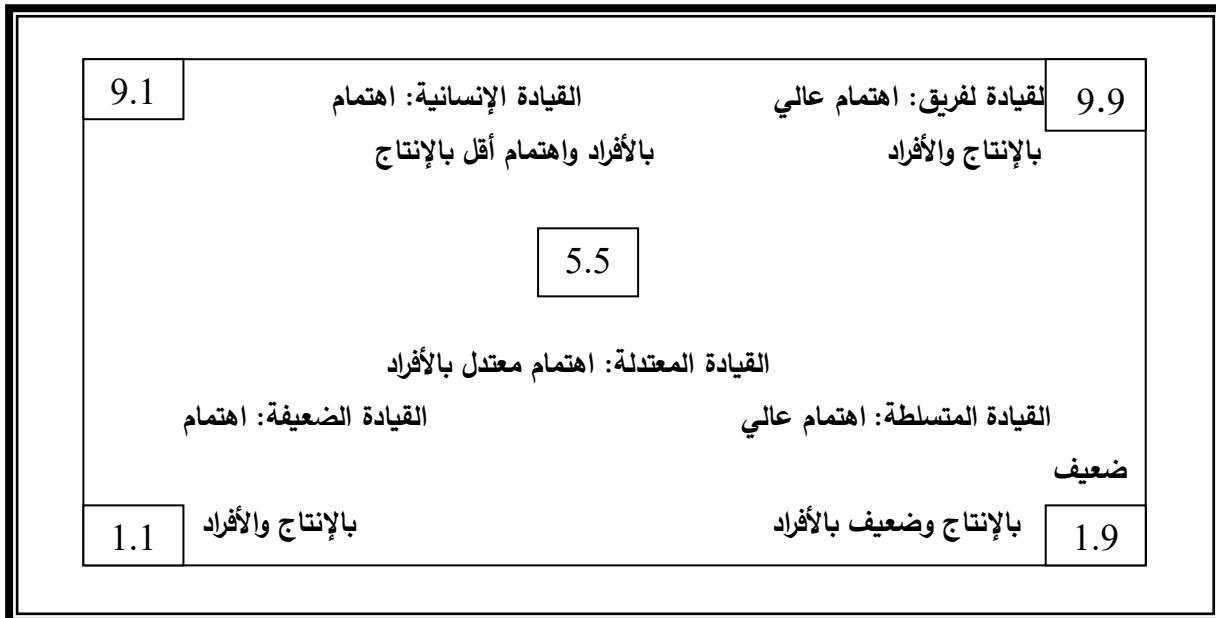 9.9 لقيادة لفريق: اهتمام عالي القيادة الإنسانية: اهتمام 9.1
بالإنتاج والأفراد بالأفراد واهتمام أقل بالإنتاج
5.5
القيادة المعتدلة: اهتمام معتدل بالأفراد
القيادة المتسلطة: اهتمام عالي القيادة الضعيفة: اهتمام
ضعيف
1.9 بالإنتاج وضعيف بالأفراد بالإنتاج والأفراد 1.1